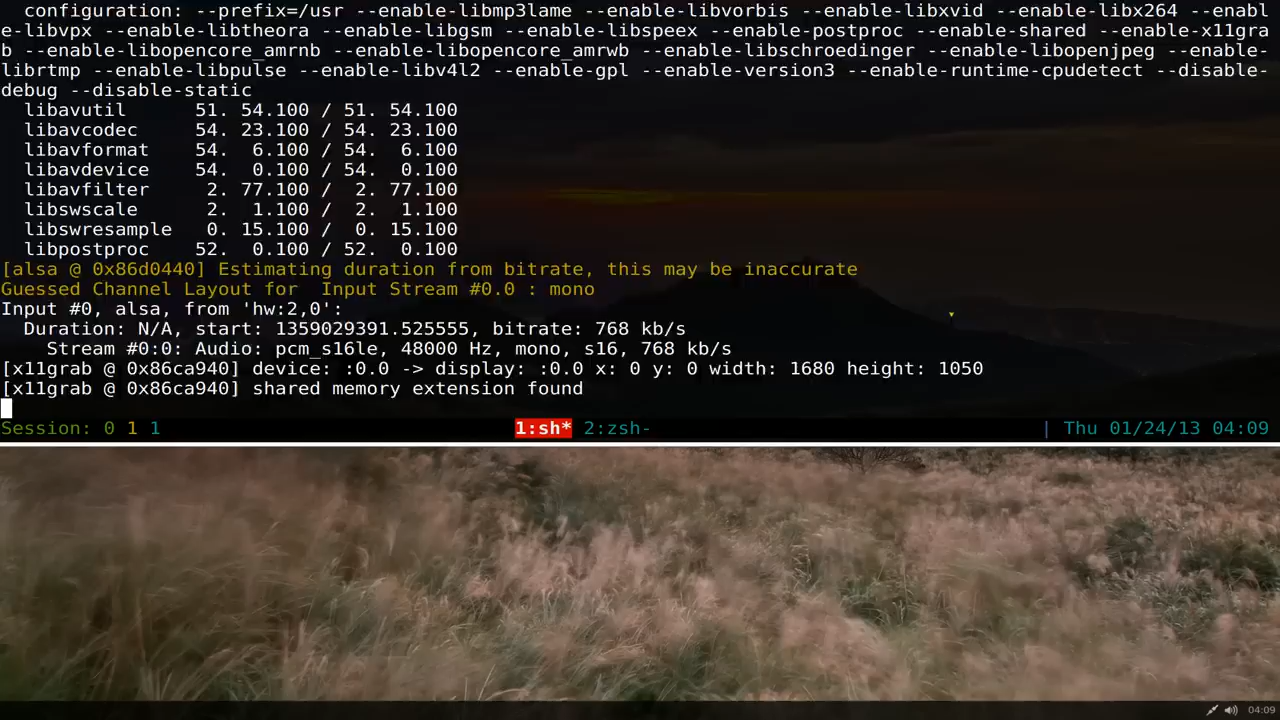 configuration: --prefix=/usr --enable-libmp3lame --enable-libvorbis --enable-libxvid --enable-libx264 --enabl
e-libvpx --enable-libtheora --enable-libgsm --enable-libspeex --enable-postproc --enable-shared --enable-x11gra
b --enable-libopencore_amrnb --enable-libopencore_amrwb --enable-libschroedinger --enable-libopenjpeg --enable-
librtmp --enable-libpulse --enable-libv4l2 --enable-gpl --enable-version3 --enable-runtime-cpudetect --disable-
debug --disable-static
libavutil      51. 54.100 / 51. 54.100
libavcodec     54. 23.100 / 54. 23.100
libavformat    54.  6.100 / 54.  6.100
libavdevice    54.  0.100 / 54.  0.100
libavfilter     2. 77.100 /  2. 77.100
libswscale      2.  1.100 /  2.  1.100
libswresample   0. 15.100 /  0. 15.100
libpostproc    52.  0.100 / 52.  0.100
[alsa @ 0x86d0440] Estimating duration from bitrate, this may be inaccurate
Guessed Channel Layout for  Input Stream #0.0 : mono
Input #0, alsa, from 'hw:2,0':
Duration: N/A, start: 1359029391.525555, bitrate: 768 kb/s
Stream #0:0: Audio: pcm_s16le, 48000 Hz, mono, s16, 768 kb/s
[x11grab @ 0x86ca940] device: :0.0 -> display: :0.0 x: 0 y: 0 width: 1680 height: 1050
[x11grab @ 0x86ca940] shared memory extension found
Session: 0 1 1 1:sh* 2:zsh- | Thu 01/24/13 04:09
04:09